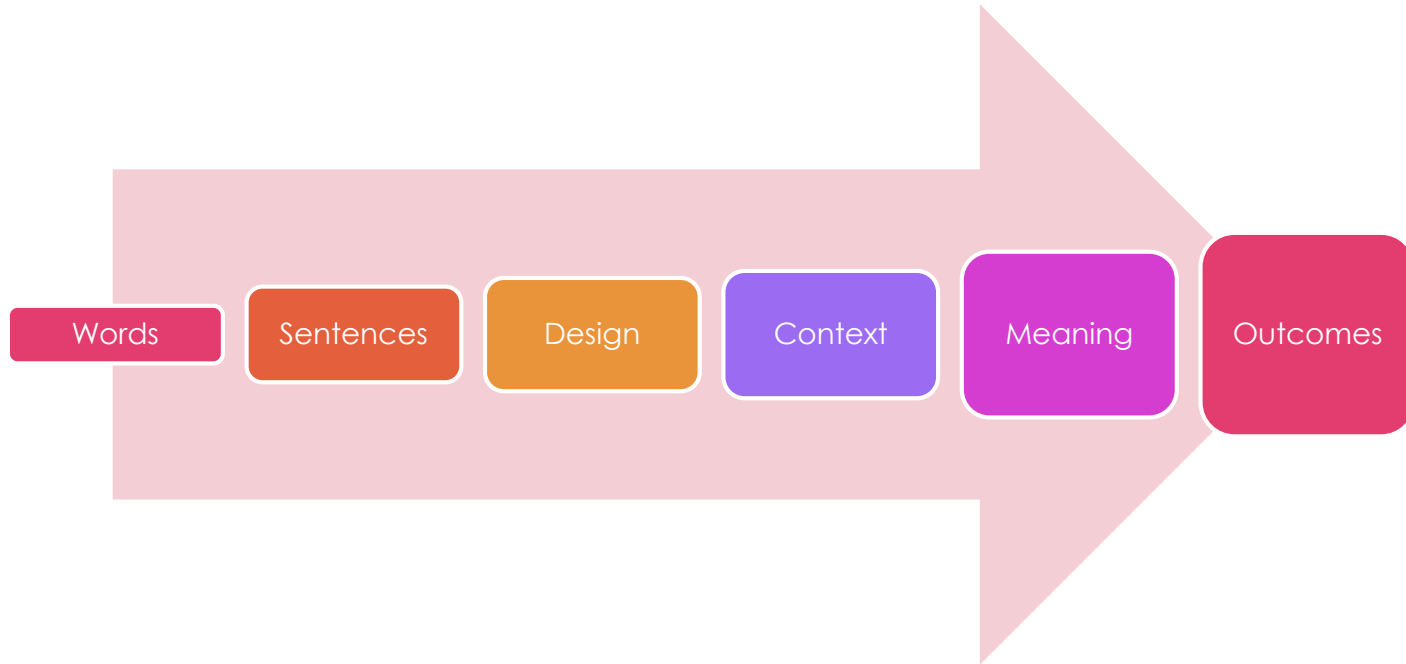 Words
Sentences
Design
Context
Meaning
Outcomes